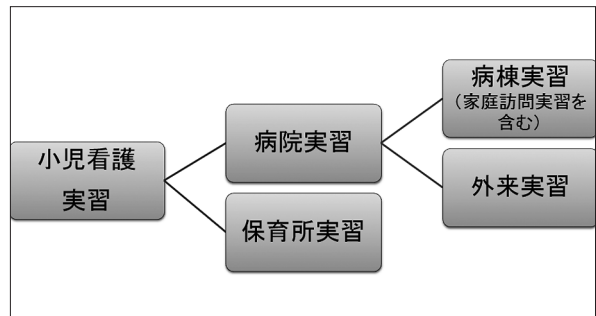 小児看護
実習
病院実習
保育所実習
病棟実習
（家庭訪問実習を
含む）
外来実習